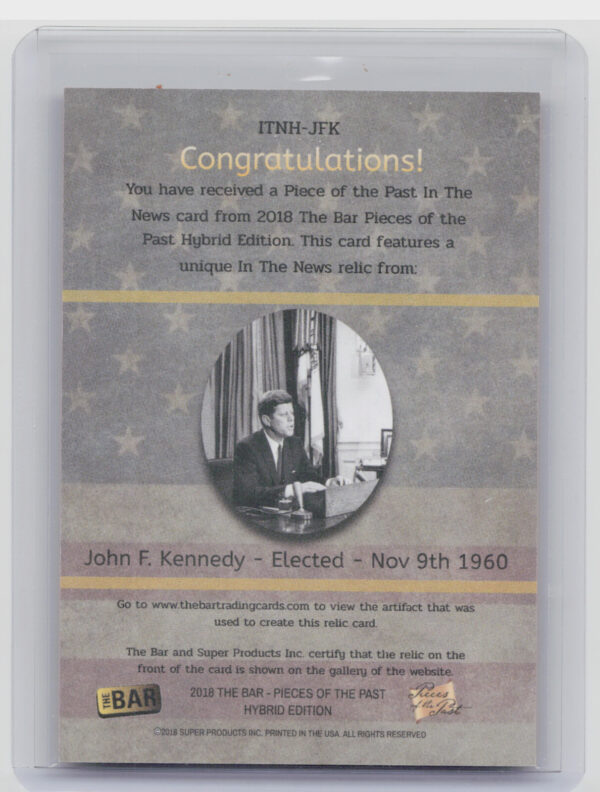 ITNH-JFK
Congratulations!
You have received a Piece of the Past In The
News card from 2018 The Bar Pieces of the
Past Hybrid Edition. This card features a
unique In The News relic from:
John F. Kennedy - Elected - Nov 9th 1960
Go to www.thebartradingcards.com to view the artifact that was
used to create this relic card.
The Bar and Super Products Inc. certify that the relic on the
front of the card is shown on the gallery of the website.
THE BAR
2018 THE BAR - PIECES OF THE PAST
HYBRID EDITION
Pieces
of the Past
©2018 SUPER PRODUCTS INC. PRINTED IN THE USA. ALL RIGHTS RESERVED